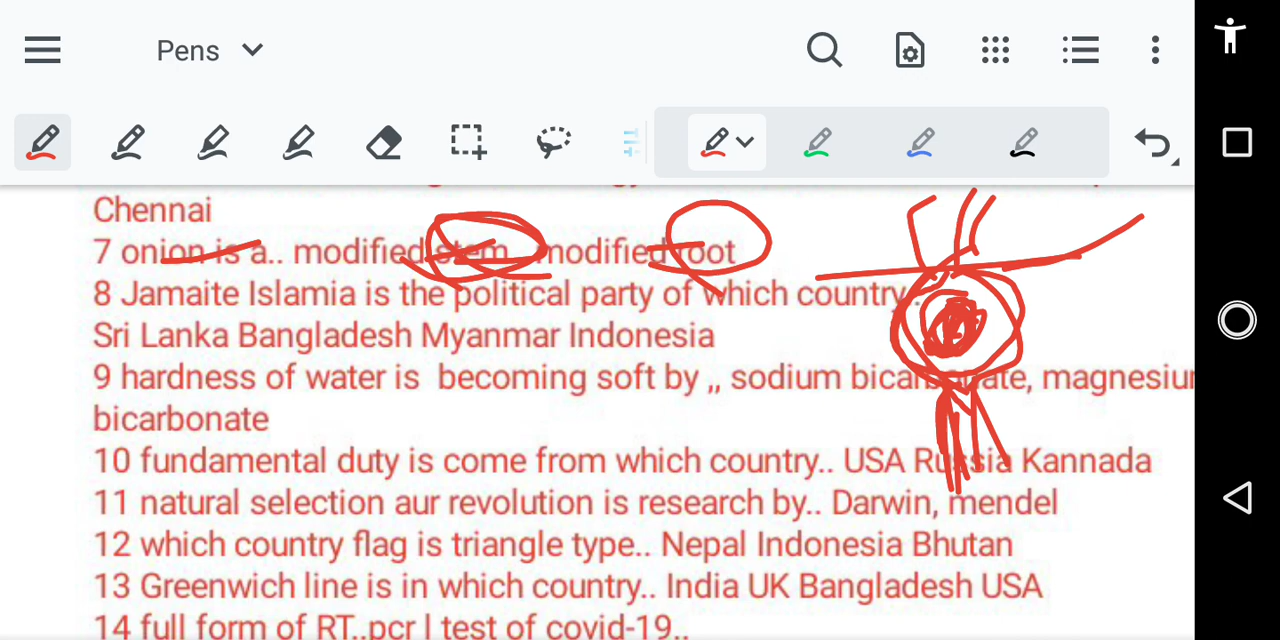 Pens
Chennai
7 onion is a.. modified stem.. modified root
8 Jamaite Islamia is the political party of which country..
Sri Lanka Bangladesh Myanmar Indonesia
9 hardness of water is becoming soft by ,, sodium bicarbonate, magnesium
bicarbonate
10 fundamental duty is come from which country.. USA Russia Kannada
11 natural selection aur revolution is research by.. Darwin, mendel
12 which country flag is triangle type.. Nepal Indonesia Bhutan
13 Greenwich line is in which country.. India UK Bangladesh USA
14 full form of RT..pcr l test of covid-19..